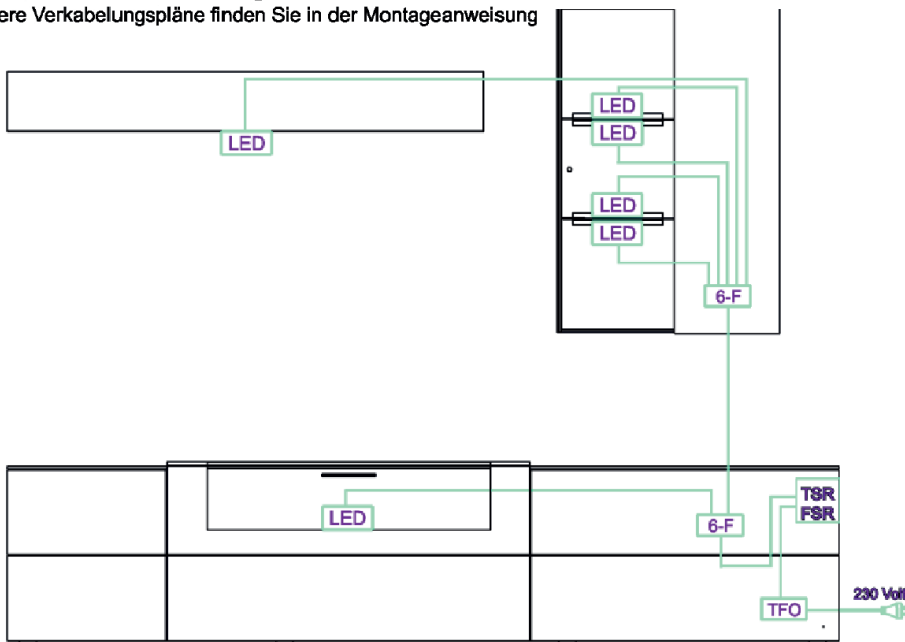 ere Verkabelungspläne finden Sie in der Montageanweisung
LED
LED
LED
LED
LED
6-F
LED
6-F
TSR
FSR
TFO
230 Volt